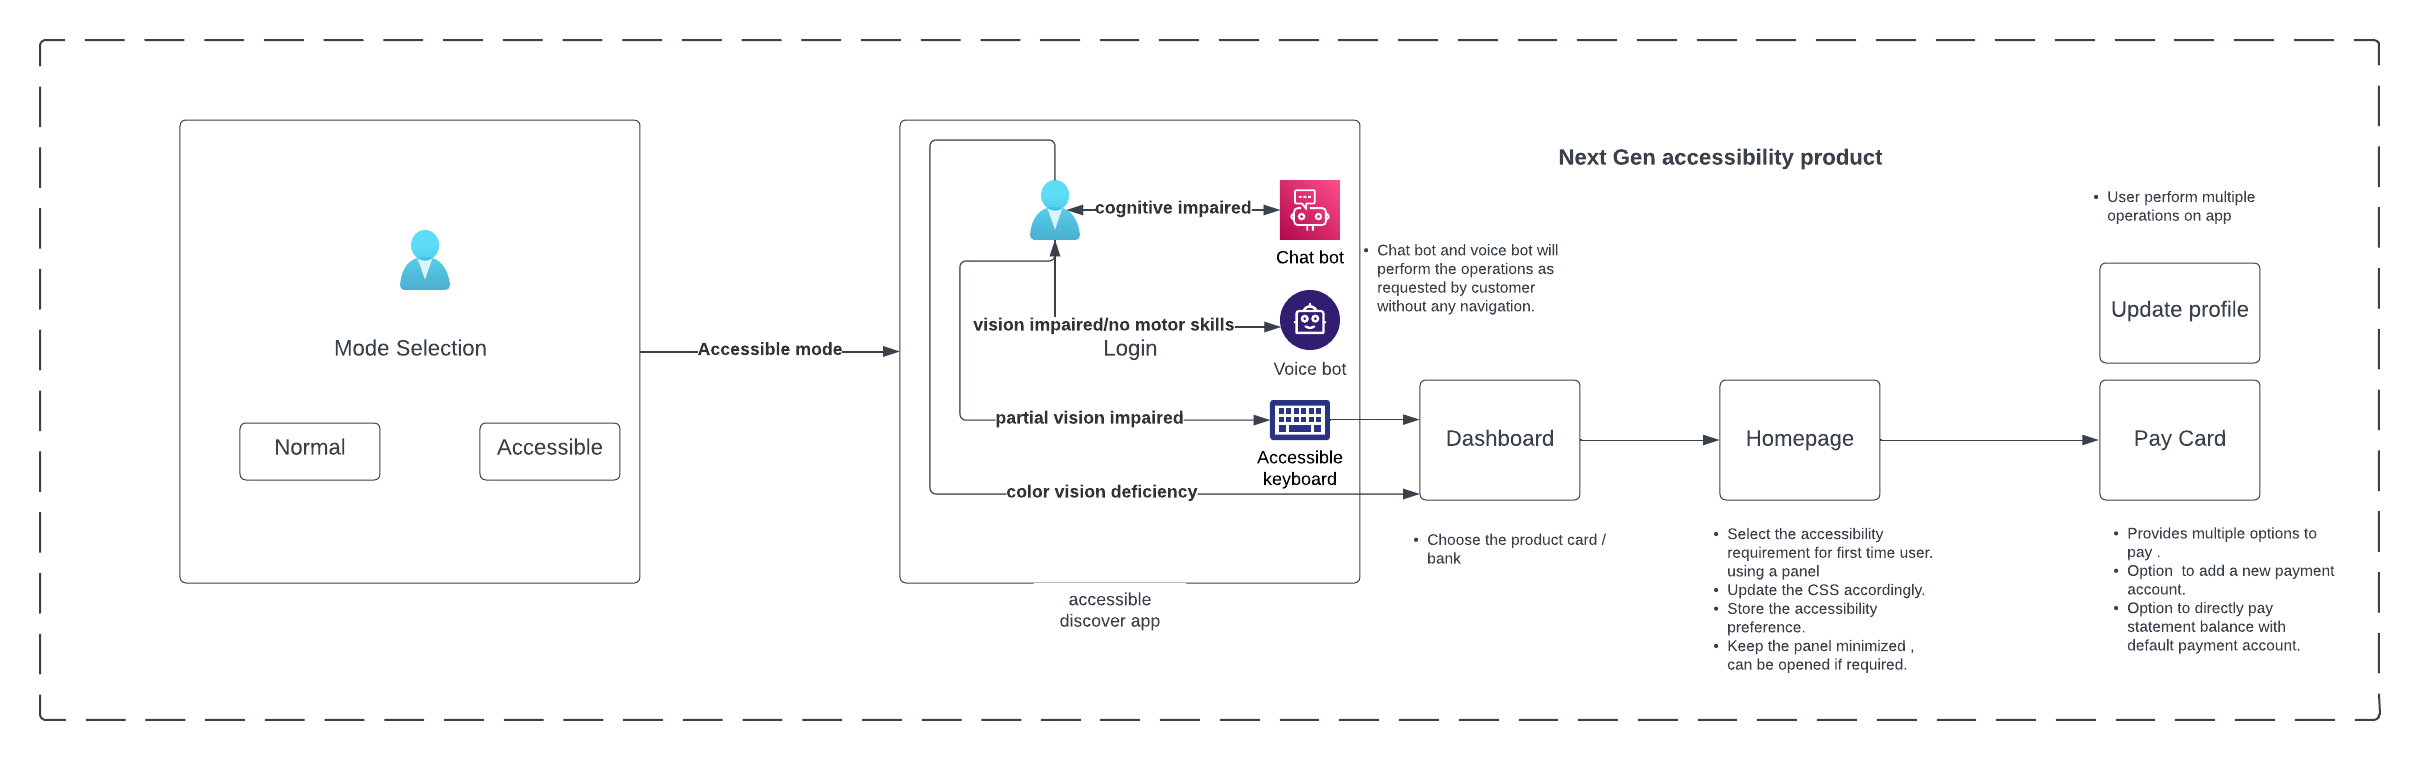 Mode Selection
Normal
Accessible
Accessible mode
cognitive impaired
Chat bot
vision impaired/no motor skills
Login
Voice bot
partial vision impaired
Accessible
keyboard
color vision deficiency
accessible
discover app
• Chat bot and voice bot will
perform the operations as
requested by customer
without any navigation.
Next Gen accessibility product
Dashboard
• Choose the product card /
bank
Homepage
• Select the accessibility
requirement for first time user.
using a panel
• Update the CSS accordingly.
• Store the accessibility
preference.
• Keep the panel minimized ,
can be opened if required.
• User perform multiple
operations on app
Update profile
Pay Card
• Provides multiple options to
pay .
• Option  to add a new payment
account.
• Option to directly pay
statement balance with
default payment account.